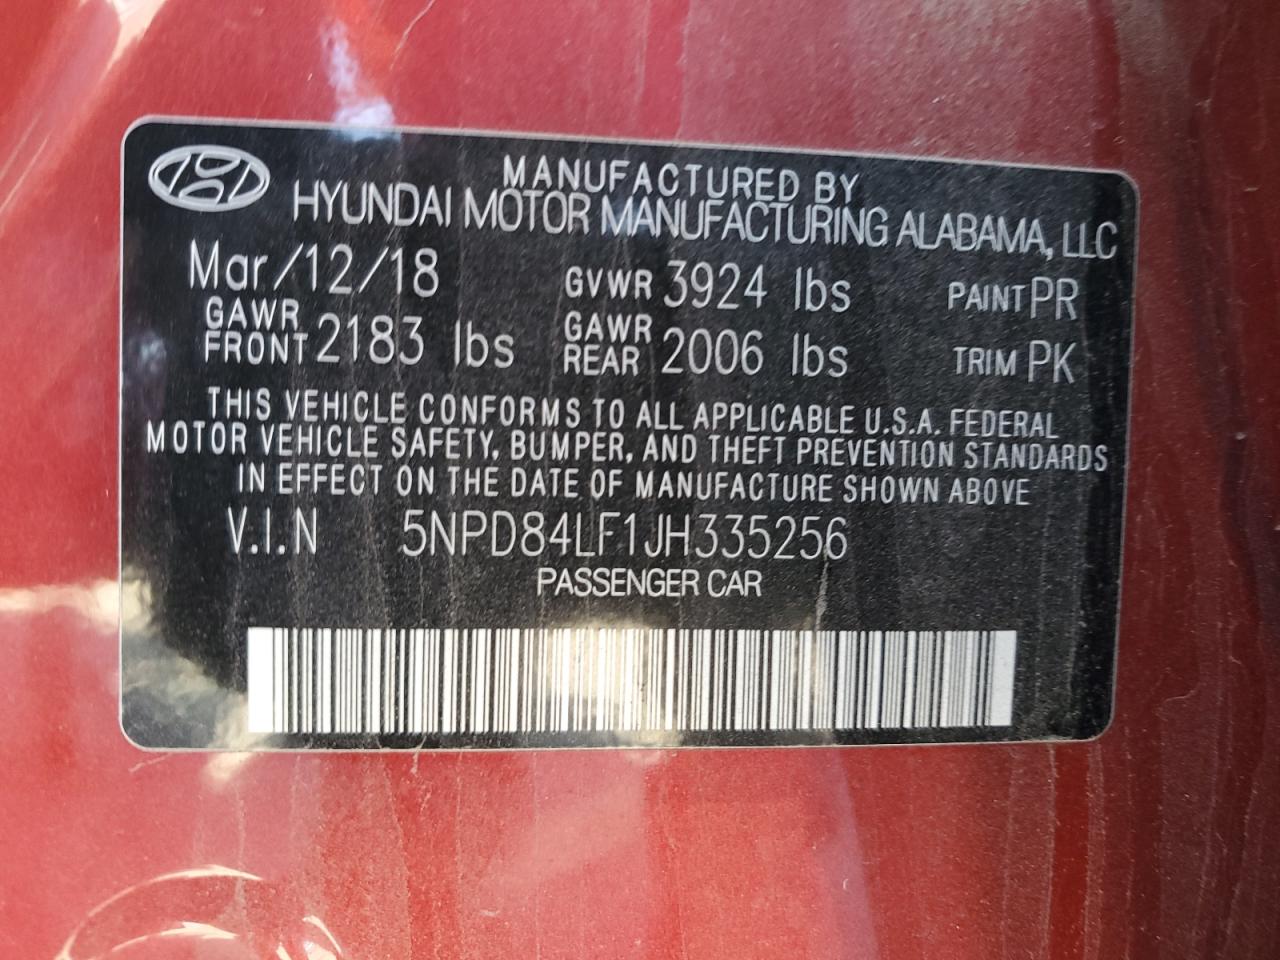 MANUFACTURED BY
HYUNDAI MOTOR MANUFACTURING ALABAMA, LLC
Mar/12/18 GVWR 3924 lbs PAINT PR
GAWR FRONT 2183 lbs GAWR REAR 2006 lbs TRIM PK
THIS VEHICLE CONFORMS TO ALL APPLICABLE U.S.A. FEDERAL
MOTOR VEHICLE SAFETY, BUMPER, AND THEFT PREVENTION STANDARDS
IN EFFECT ON THE DATE OF MANUFACTURE SHOWN ABOVE
V.I.N 5NPD84LF1JH335256
PASSENGER CAR